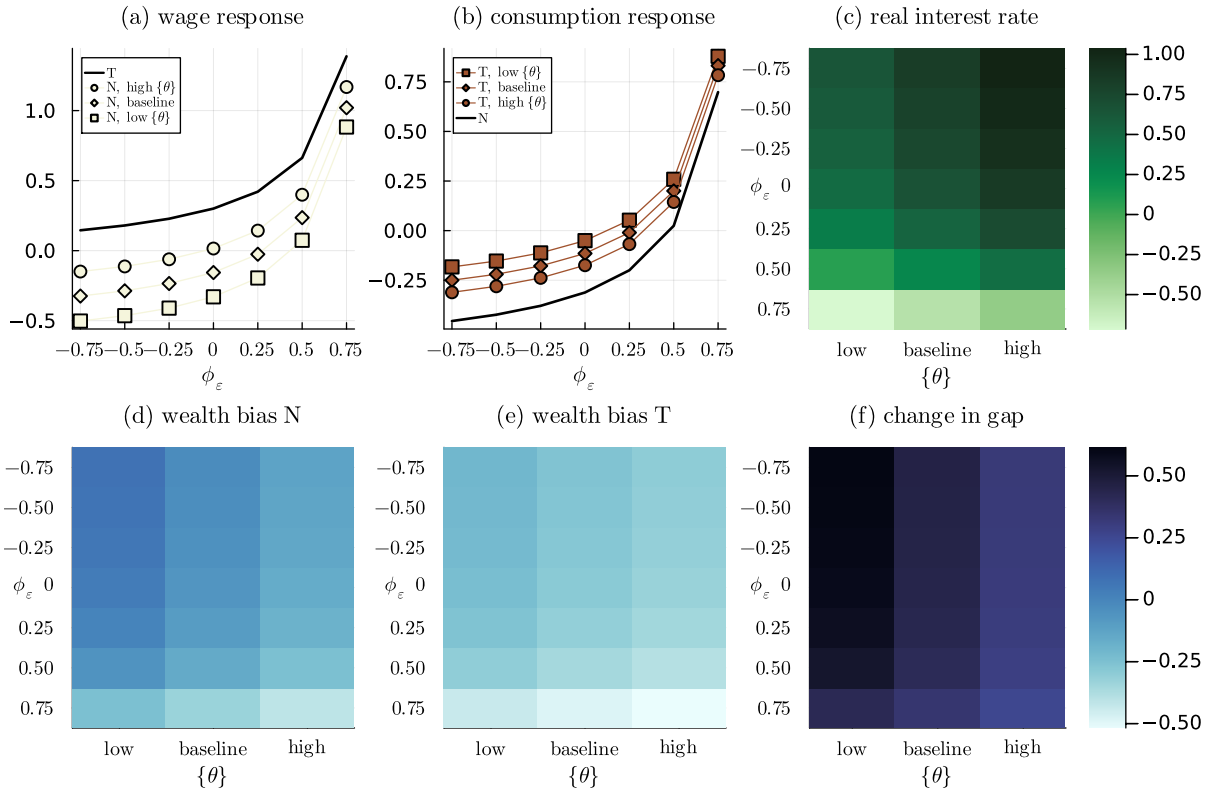 (a) wage response
T
N, high {θ}
N, baseline
N, low {θ}
1.0
0.5
0.0
−0.5
−0.75 −0.5 −0.25 0 0.25 0.5 0.75
ϕ_ε
(b) consumption response
T, low {θ}
T, baseline
T, high {θ}
N
0.75
0.50
0.25
0.00
−0.25
−0.75 −0.5 −0.25 0 0.25 0.5 0.75
ϕ_ε
(c) real interest rate
−0.75
−0.50
−0.25
ϕ_ε 0
0.25
0.50
0.75
low baseline high
{θ}
1.00
0.75
0.50
0.25
0
−0.25
−0.50
(d) wealth bias N
−0.75
−0.50
−0.25
ϕ_ε 0
0.25
0.50
0.75
low baseline high
{θ}
(e) wealth bias T
−0.75
−0.50
−0.25
ϕ_ε 0
0.25
0.50
0.75
low baseline high
{θ}
(f) change in gap
−0.75
−0.50
−0.25
ϕ_ε 0
0.25
0.50
0.75
low baseline high
{θ}
0.50
0.25
0
−0.25
−0.50